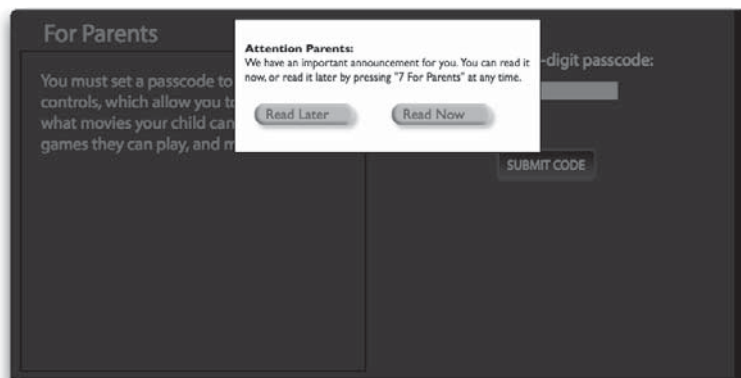 For Parents
Attention Parents:
We have an important announcement for you. You can read it
now, or read it later by pressing "7 For Parents" at any time.
Read Later
Read Now
You must set a passcode to
controls, which allow you
what movies your child can
games they can play, and
-digit passcode:
SUBMIT CODE